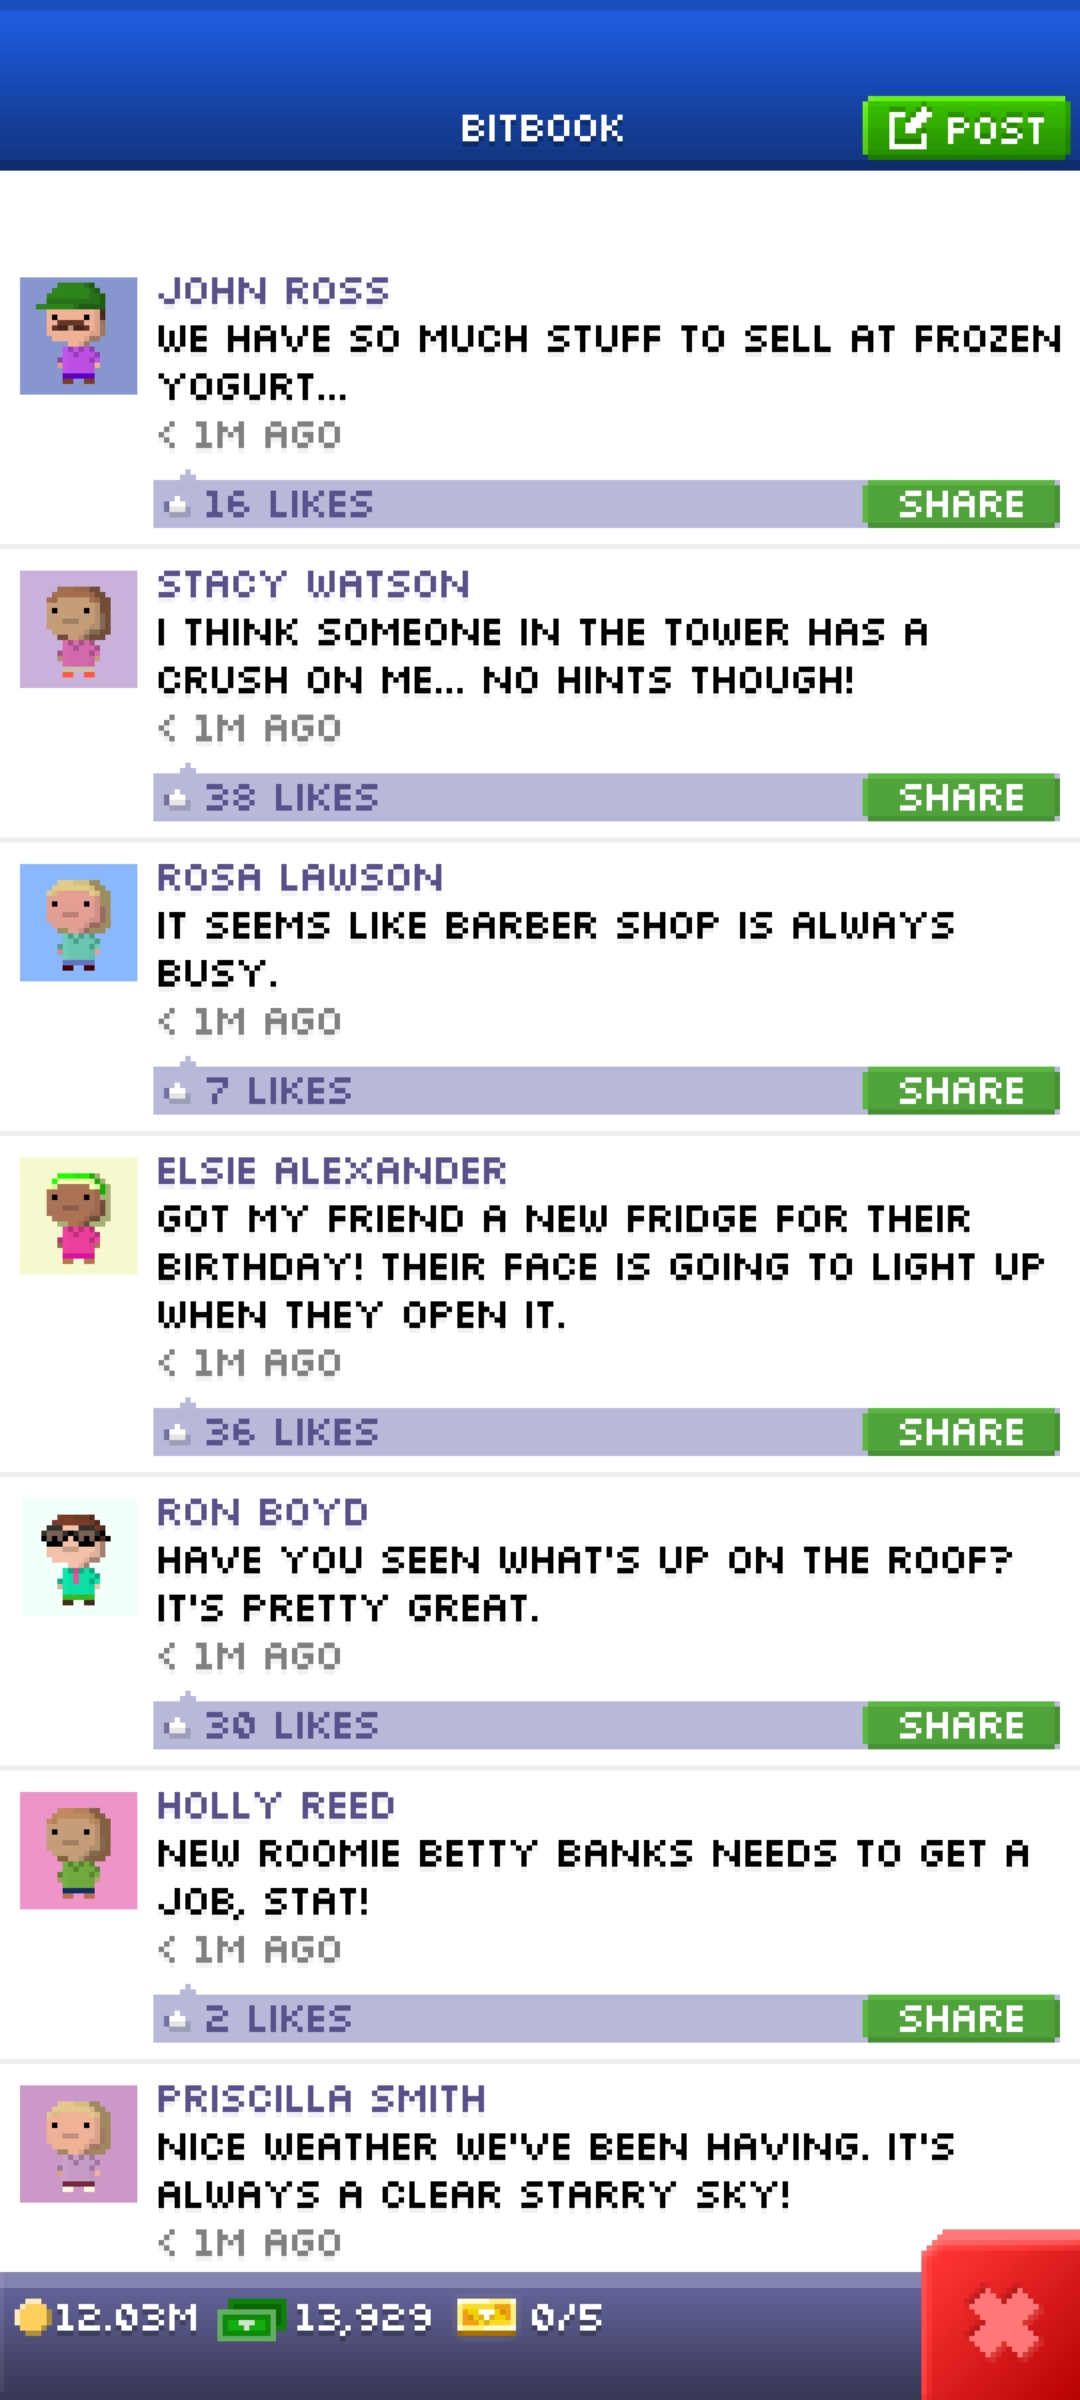 BITBOOK
POST
JOHN ROSS
WE HAVE SO MUCH STUFF TO SELL AT FROZEN
YOGURT...
< 1M AGO
16 LIKES
SHARE
STACY WATSON
I THINK SOMEONE IN THE TOWER HAS A
CRUSH ON ME... NO HINTS THOUGH!
< 1M AGO
38 LIKES
SHARE
ROSA LAWSON
IT SEEMS LIKE BARBER SHOP IS ALWAYS
BUSY.
< 1M AGO
7 LIKES
SHARE
ELSIE ALEXANDER
GOT MY FRIEND A NEW FRIDGE FOR THEIR
BIRTHDAY! THEIR FACE IS GOING TO LIGHT UP
WHEN THEY OPEN IT.
< 1M AGO
36 LIKES
SHARE
RON BOYD
HAVE YOU SEEN WHAT'S UP ON THE ROOF?
IT'S PRETTY GREAT.
< 1M AGO
30 LIKES
SHARE
HOLLY REED
NEW ROOMIE BETTY BANKS NEEDS TO GET A
JOB, STAT!
< 1M AGO
2 LIKES
SHARE
PRISCILLA SMITH
NICE WEATHER WE'VE BEEN HAVING. IT'S
ALWAYS A CLEAR STARRY SKY!
< 1M AGO
12.03M 13,929 0/5